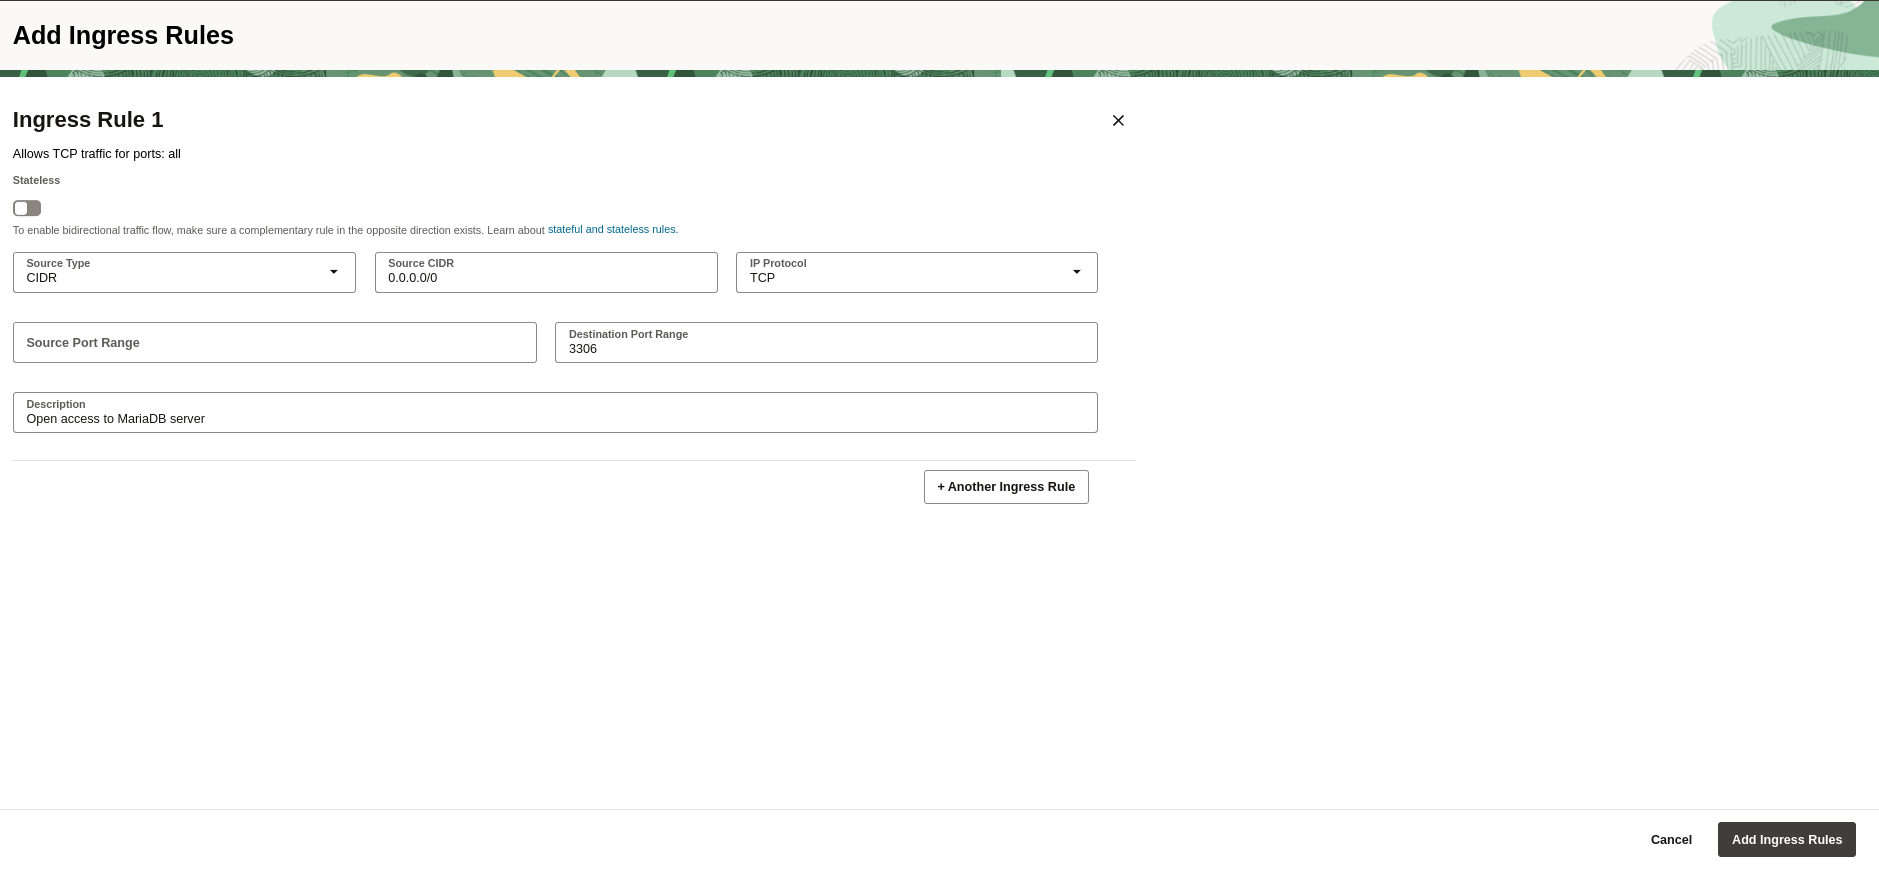 Add Ingress Rules
Ingress Rule 1
Allows TCP traffic for ports: all
Stateless
To enable bidirectional traffic flow, make sure a complementary rule in the opposite direction exists. Learn about stateful and stateless rules.
Source Type
CIDR
Source CIDR
0.0.0.0/0
IP Protocol
TCP
Source Port Range
Destination Port Range
3306
Description
Open access to MariaDB server
+ Another Ingress Rule
Cancel
Add Ingress Rules